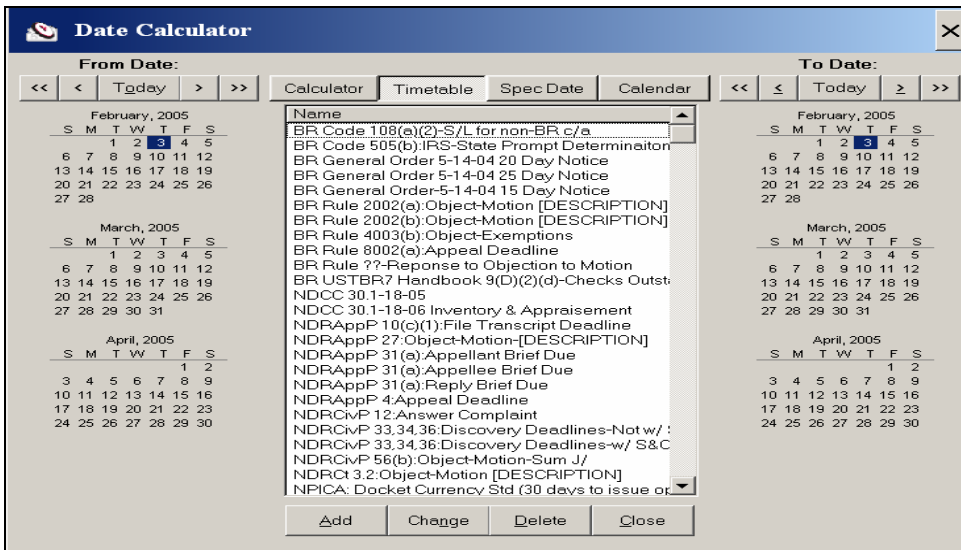 Date Calculator
From Date:
To Date:
<< < Today > >>
Calculator Timetable Spec Date Calendar
<< < Today > >>
February, 2005
S M T W T F S
1 2 3 4 5
6 7 8 9 10 11 12
13 14 15 16 17 18 19
20 21 22 23 24 25 26
27 28
March, 2005
S M T W T F S
1 2 3 4 5
6 7 8 9 10 11 12
13 14 15 16 17 18 19
20 21 22 23 24 25 26
27 28 29 30 31
April, 2005
S M T W T F S
1 2
3 4 5 6 7 8 9
10 11 12 13 14 15 16
17 18 19 20 21 22 23
24 25 26 27 28 29 30
Name
BR Code 108(a)(2)-S/L for non-BR c/a
BR Code 505(b):IRS-State Prompt Determinaiton
BR General Order 5-14-04 20 Day Notice
BR General Order 5-14-04 25 Day Notice
BR General Order-5-14-04 15 Day Notice
BR Rule 2002(a):Object-Motion [DESCRIPTION]
BR Rule 2002(b):Object-Motion [DESCRIPTION]
BR Rule 4003(b):Object-Exemptions
BR Rule 8002(a):Appeal Deadline
BR Rule ??-Reponse to Objection to Motion
BR USTBR7 Handbook 9(D)(2)(d)-Checks Outst
NDCC 30.1-18-05
NDCC 30.1-18-06 Inventory & Appraisement
NDRAppP 10(c)(1):File Transcript Deadline
NDRAppP 27:Object-Motion-[DESCRIPTION]
NDRAppP 31(a):Appellant Brief Due
NDRAppP 31(a):Appellee Brief Due
NDRAppP 31(a):Reply Brief Due
NDRAppP 4:Appeal Deadline
NDRCivP 12:Answer Complaint
NDRCivP 33,34,36:Discovery Deadlines-Not w/
NDRCivP 33,34,36:Discovery Deadlines-w/ S&C
NDRCivP 56(b):Object-Motion-Sum J/
NDRCt 3.2:Object-Motion [DESCRIPTION]
NPICA: Docket Currency Std (30 days to issue op
Add Change Delete Close
February, 2005
S M T W T F S
1 2 3 4 5
6 7 8 9 10 11 12
13 14 15 16 17 18 19
20 21 22 23 24 25 26
27 28
March, 2005
S M T W T F S
1 2 3 4 5
6 7 8 9 10 11 12
13 14 15 16 17 18 19
20 21 22 23 24 25 26
27 28 29 30 31
April, 2005
S M T W T F S
1 2
3 4 5 6 7 8 9
10 11 12 13 14 15 16
17 18 19 20 21 22 23
24 25 26 27 28 29 30